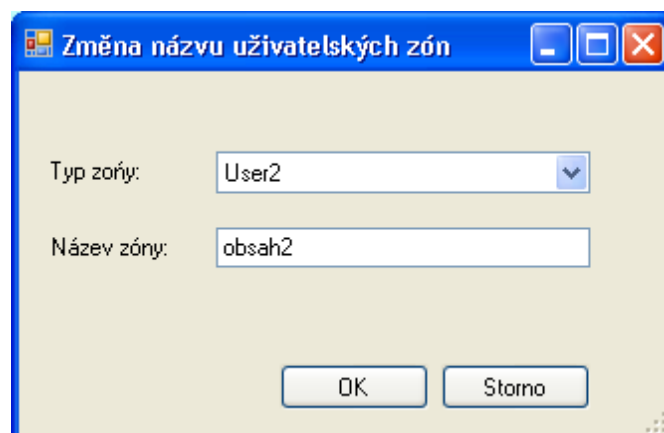 Změna názvu uživatelských zón
Typ zońy:
User2
Název zóny:
obsah2
OK
Storno